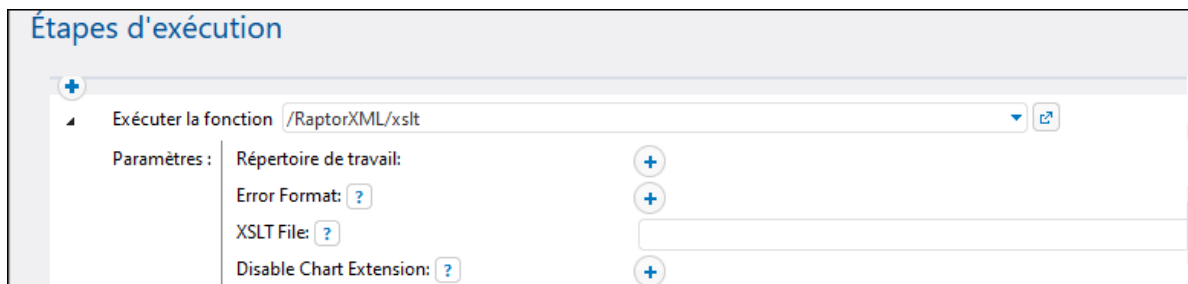 Étapes d'exécution
Exécuter la fonction /RaptorXML/xslt
Paramètres : Répertoire de travail:
Error Format: ?
XSLT File: ?
Disable Chart Extension: ?